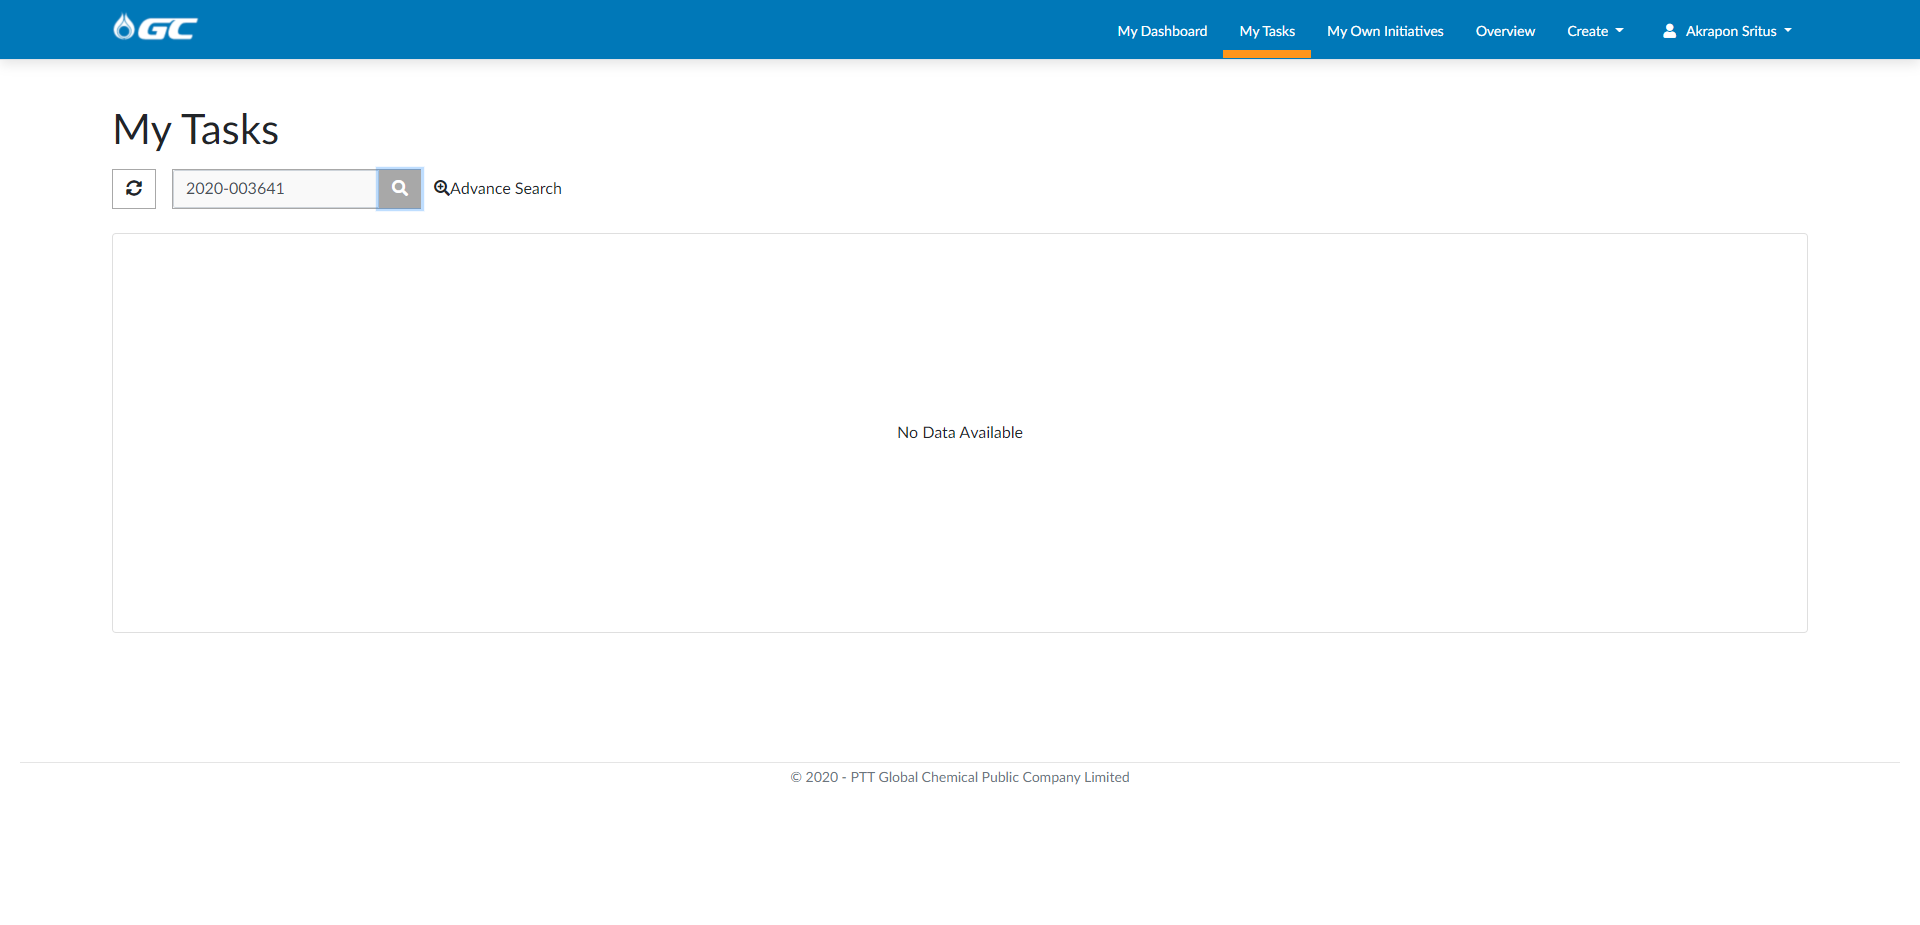 GC
My Dashboard
My Tasks
My Own Initiatives
Overview
Create
Akrapon Sritus
My Tasks
2020-003641
Advance Search
No Data Available
© 2020 - PTT Global Chemical Public Company Limited